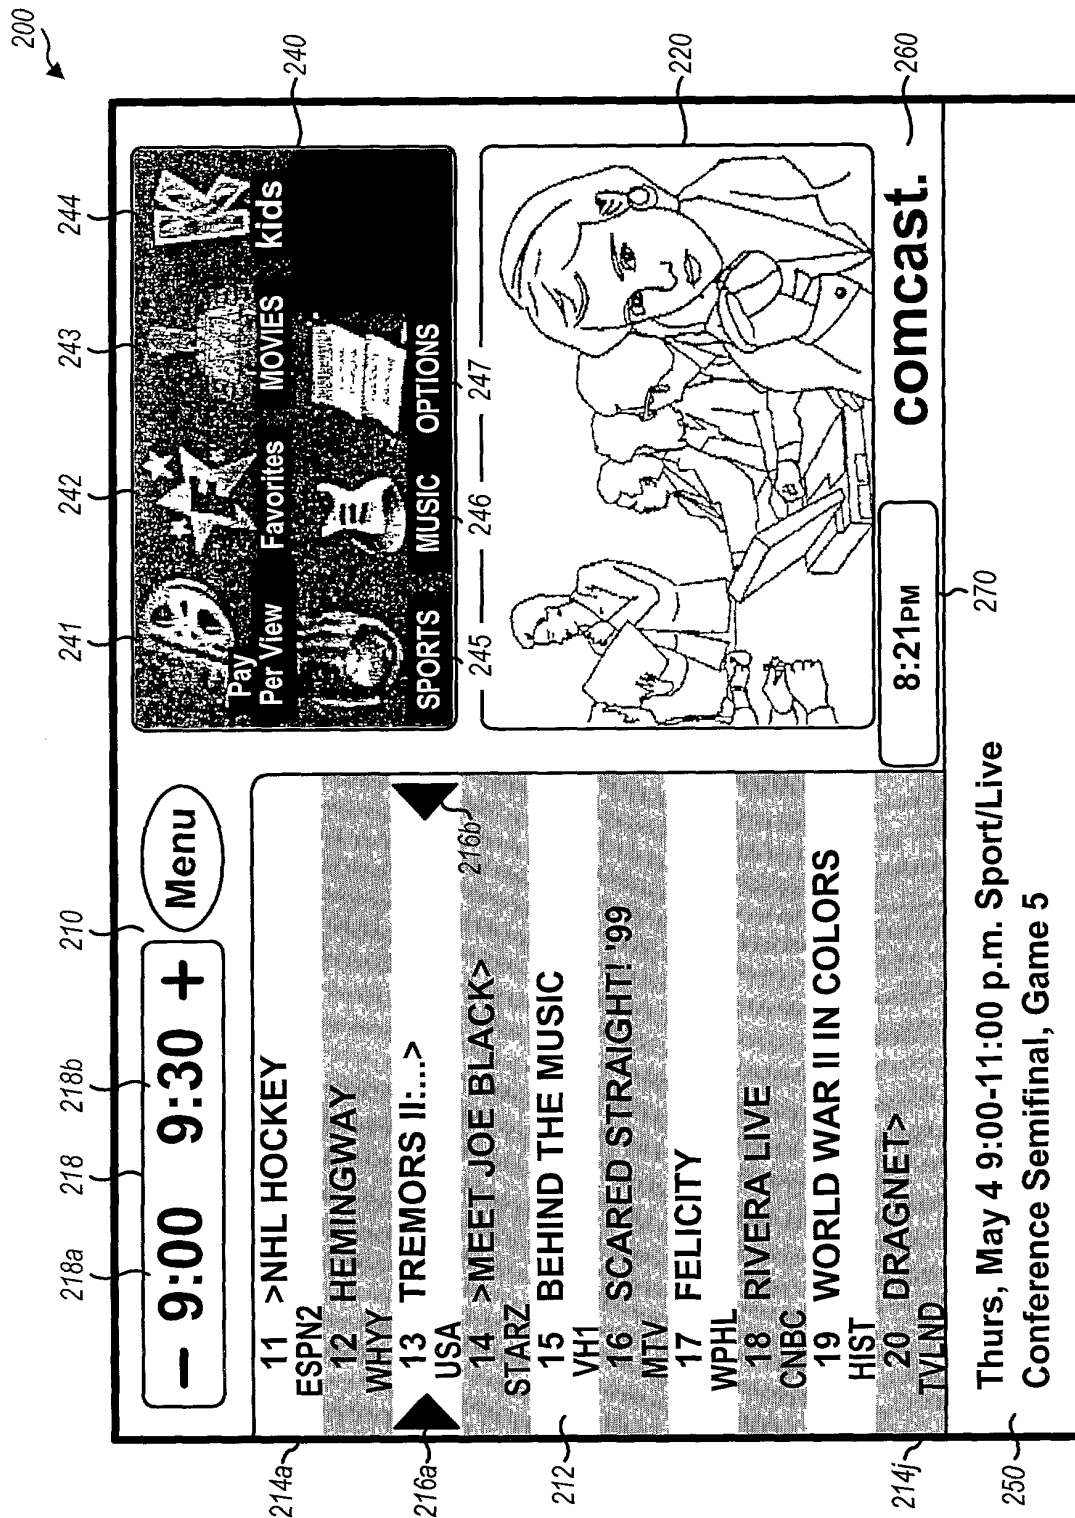 200
218a 218 218b 210 241 242 243 244
— 9:00 9:30 +
Menu
Pay
Per View Favorites MOVIES kids
SPORTS MUSIC OPTIONS
240
245 246 247
214a
11 >NHL HOCKEY
ESPN2
12 HEMINGWAY
WHYY
216a
13 TREMORS II:...>
USA
216b
14 >MEET JOE BLACK>
STARZ
212
15 BEHIND THE MUSIC
VH1
16 SCARED STRAIGHT! '99
MTV
17 FELICITY
WPHL
18 RIVERA LIVE
CNBC
19 WORLD WAR II IN COLORS
HIST
214j
20 DRAGNET>
TVLND
220
8:21PM
comcast.
260
270
250
Thurs, May 4 9:00-11:00 p.m. Sport/Live
Conference Semifinal, Game 5